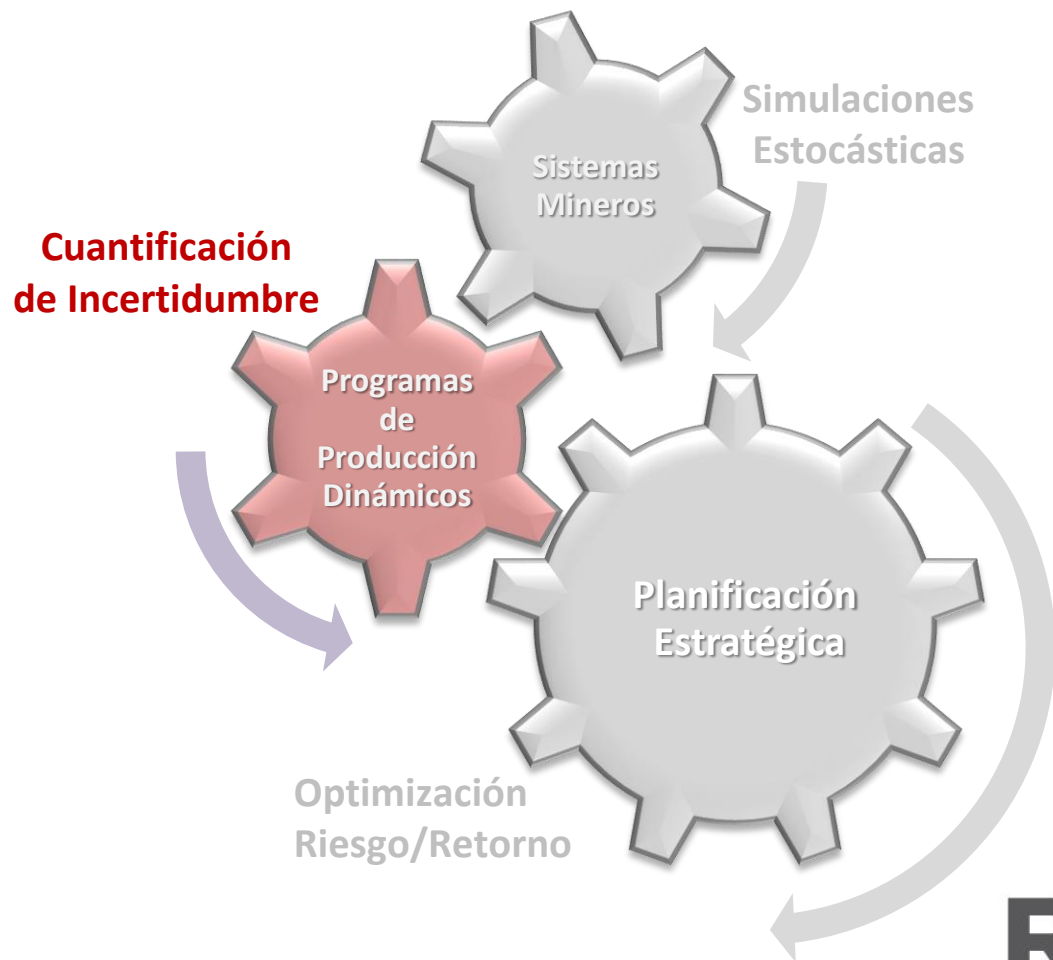 Simulaciones
Estocásticas
Sistemas
Mineros
Cuantificación
de Incertidumbre
Programas
de
Producción
Dinámicos
Planificación
Estratégica
Optimización
Riesgo/Retorno